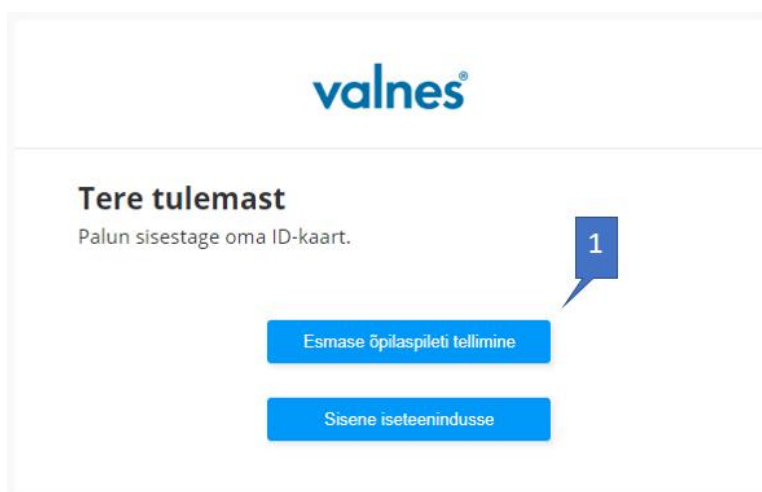 valnes®
Tere tulemast
Palun sisestage oma ID-kaart.
1
Esmase õpilaspileti tellimine
Sisene iseteenindusse